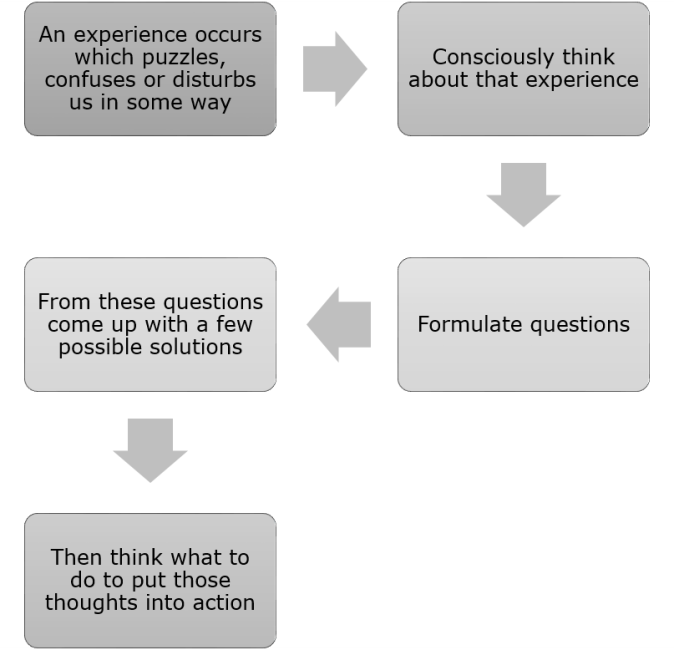 An experience occurs
which puzzles,
confuses or disturbs
us in some way
Consciously think
about that experience
Formulate questions
From these questions
come up with a few
possible solutions
Then think what to
do to put those
thoughts into action